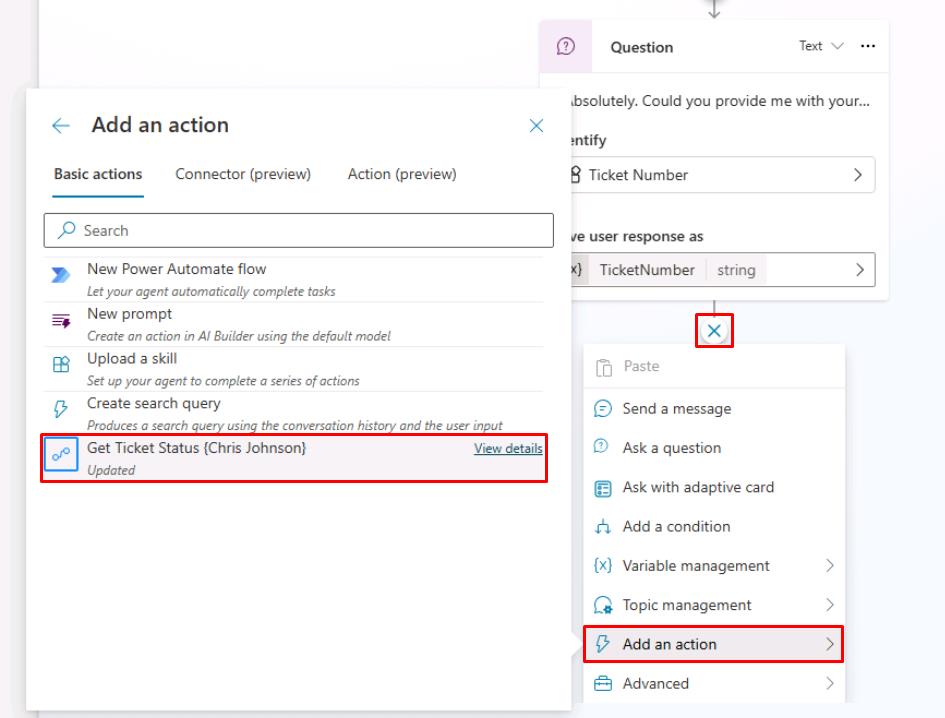 Question
Text
Absolutely. Could you provide me with your...
Identify
Ticket Number
ve user response as
x} TicketNumber string
Add an action
Basic actions
Connector (preview)
Action (preview)
Search
New Power Automate flow
Let your agent automatically complete tasks
New prompt
Create an action in AI Builder using the default model
Upload a skill
Set up your agent to complete a series of actions
Create search query
Produces a search query using the conversation history and the user input
Get Ticket Status {Chris Johnson}
View details
Updated
Paste
Send a message
Ask a question
Ask with adaptive card
Add a condition
{x} Variable management
Topic management
Add an action
Advanced